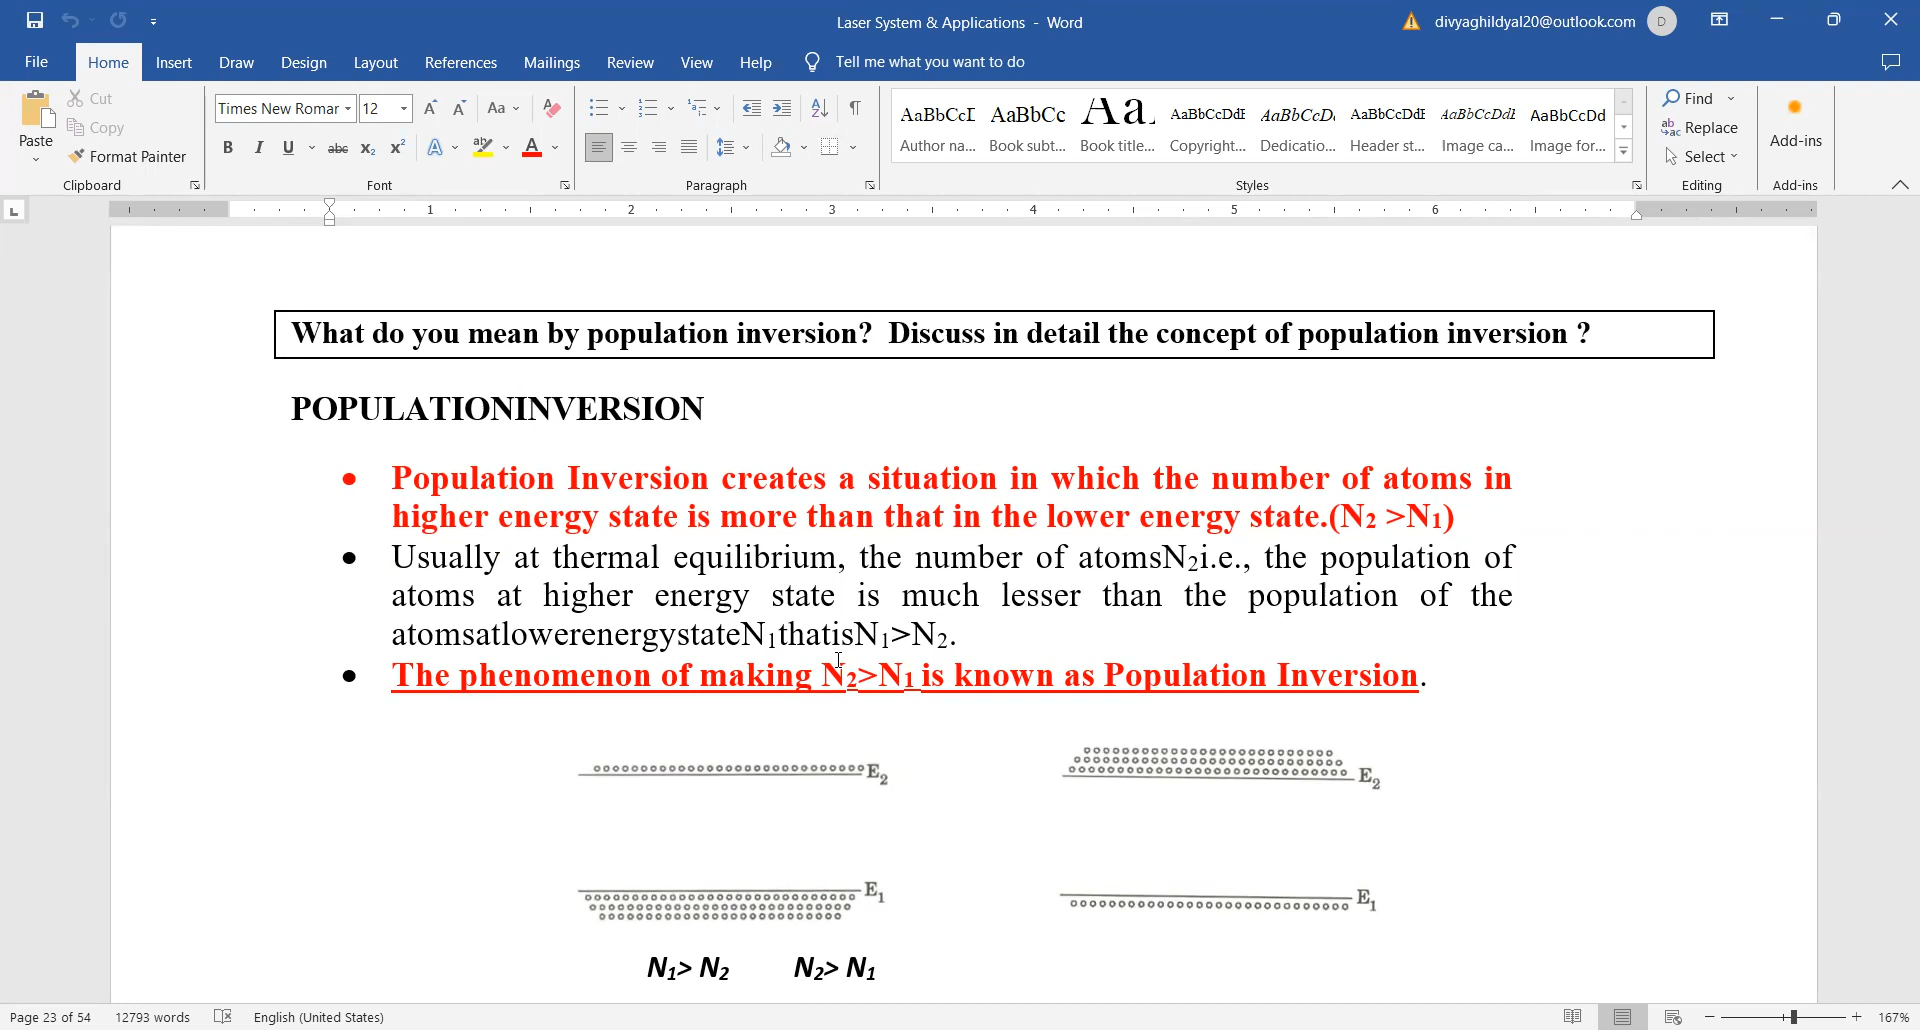 Laser System & Applications - Word
divyaghildyal20@outlook.com
D
File Home Insert Draw Design Layout References Mailings Review View Help Tell me what you want to do
Paste
Cut
Copy
Format Painter
Clipboard
Times New Romar 12
Font
Paragraph
AaBbCcI AaBbCc Aa. AaBbCcDdE AaBbCcD AaBbCcDdE AaBbCcDdI AaBbCcDd
Author na... Book subt... Book title... Copyright... Dedicatio... Header st... Image ca... Image for...
Styles
Find
Replace
Select
Editing
Add-ins
Add-ins
1 2 3 4 5 6
What do you mean by population inversion? Discuss in detail the concept of population inversion ?
POPULATIONINVERSION
• Population Inversion creates a situation in which the number of atoms in
higher energy state is more than that in the lower energy state.(N₂ >N₁)
• Usually at thermal equilibrium, the number of atomsN₂i.e., the population of
atoms at higher energy state is much lesser than the population of the
atomsatlowerenergystateN₁thatisN₁>N₂.
• The phenomenon of making N₂>N₁ is known as Population Inversion.
E₂ E₂
E₁ E₁
N₁> N₂ N₂> N₁
Page 23 of 54 12793 words English (United States) 167%